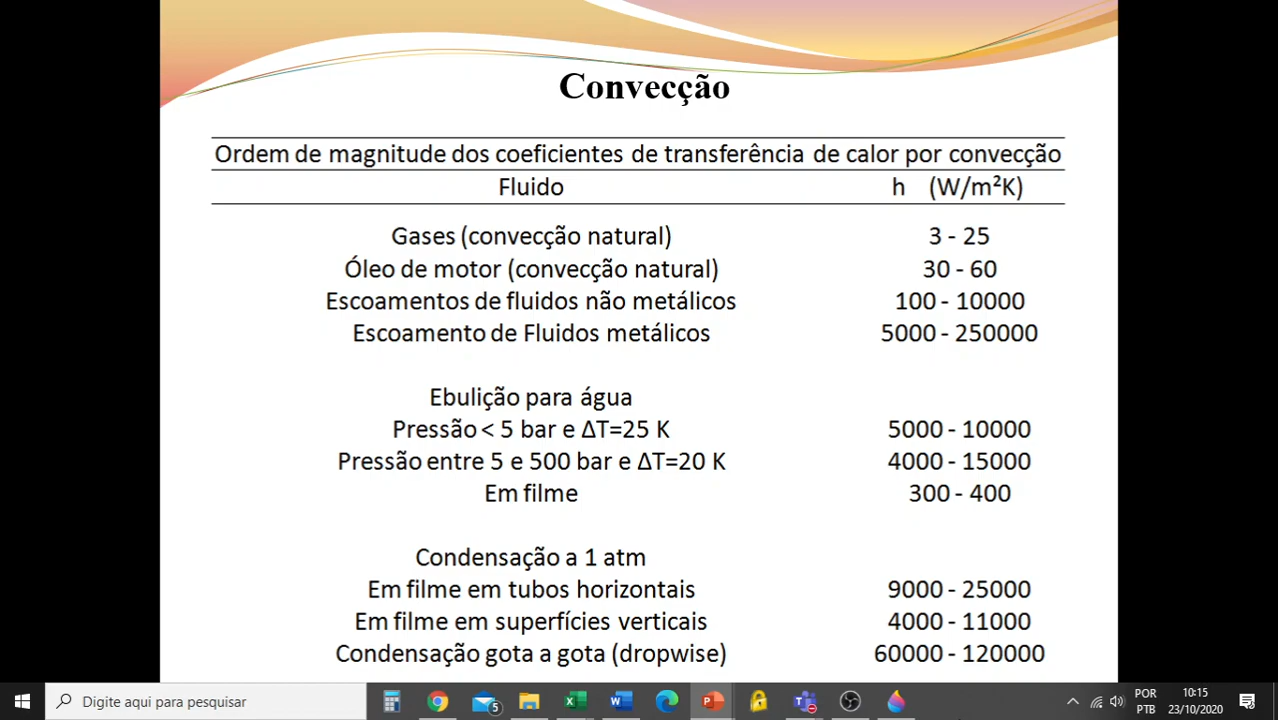 Convecção
Ordem de magnitude dos coeficientes de transferência de calor por convecção
Fluido h (W/m²K)
Gases (convecção natural) 3 - 25
Óleo de motor (convecção natural) 30 - 60
Escoamentos de fluidos não metálicos 100 - 10000
Escoamento de Fluidos metálicos 5000 - 250000
Ebulição para água
Pressão < 5 bar e ΔT=25 K 5000 - 10000
Pressão entre 5 e 500 bar e ΔT=20 K 4000 - 15000
Em filme 300 - 400
Condensação a 1 atm
Em filme em tubos horizontais 9000 - 25000
Em filme em superfícies verticais 4000 - 11000
Condensação gota a gota (dropwise) 60000 - 120000
Digite aqui para pesquisar 5 POR 10:15
PTB 23/10/2020